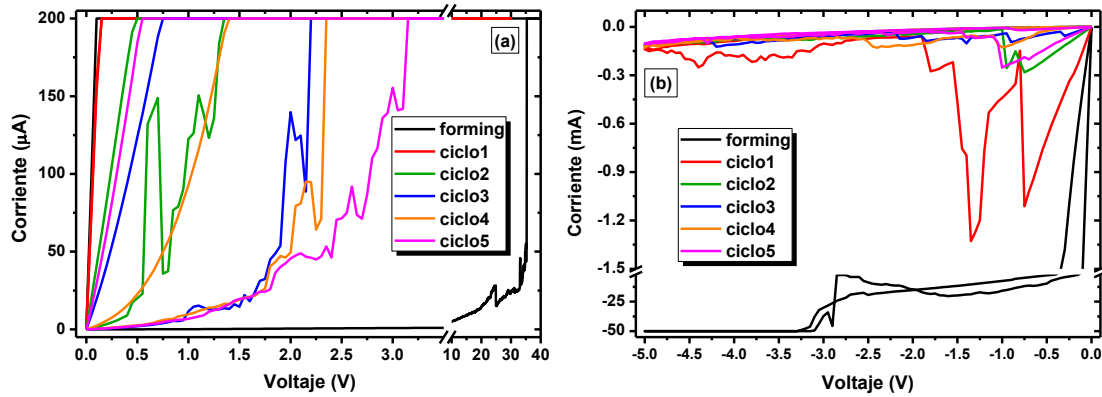 200
150
100
50
0
Corriente (µA)
(a)
forming
ciclo1
ciclo2
ciclo3
ciclo4
ciclo5
0.0 0.5 1.0 1.5 2.0 2.5 3.0 10 20 30 40
Voltaje (V)
0.0
-0.3
-0.6
-0.9
-1.2
-1.5
-25
-50
Corriente (mA)
(b)
forming
ciclo1
ciclo2
ciclo3
ciclo4
ciclo5
-5.0 -4.5 -4.0 -3.5 -3.0 -2.5 -2.0 -1.5 -1.0 -0.5 0.0
Voltaje (V)